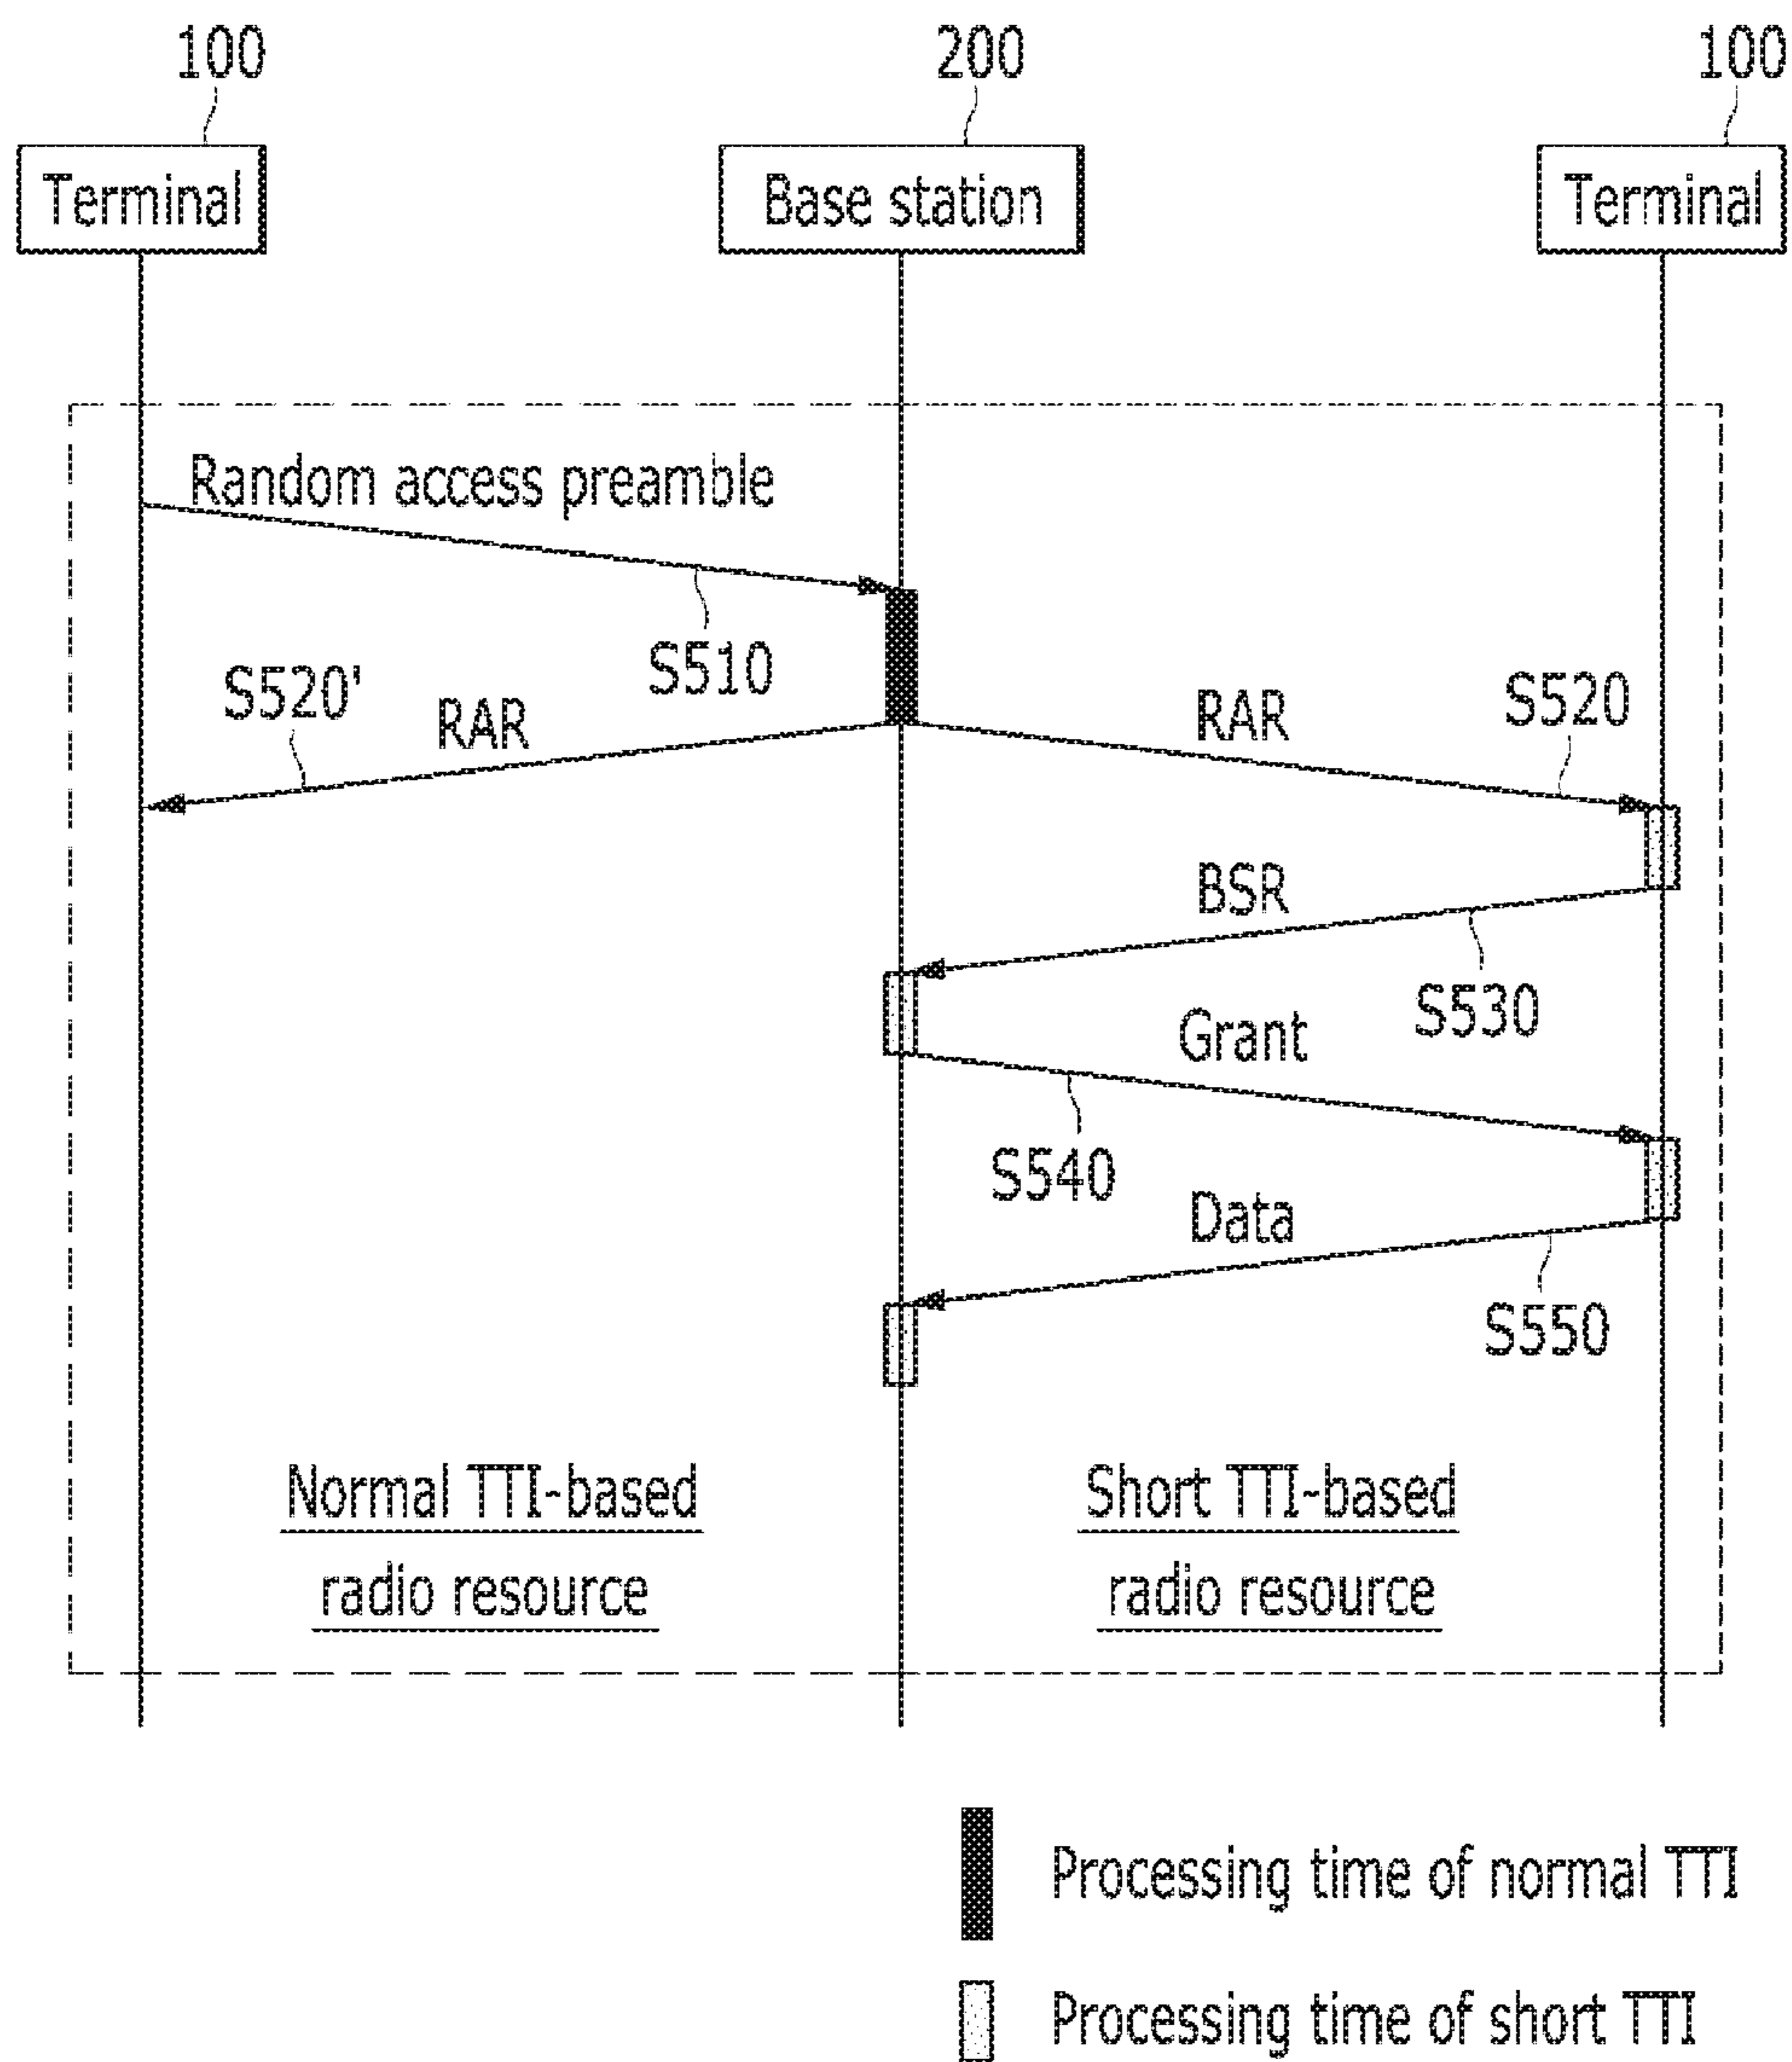 100
200
100
Terminal
Base station
Terminal
Random access preamble
S510
S520'
RAR
RAR
S520
BSR
S530
Grant
S540
Data
S550
Normal TTI-based
radio resource
Short TTI-based
radio resource
Processing time of normal TTI
Processing time of short TTI